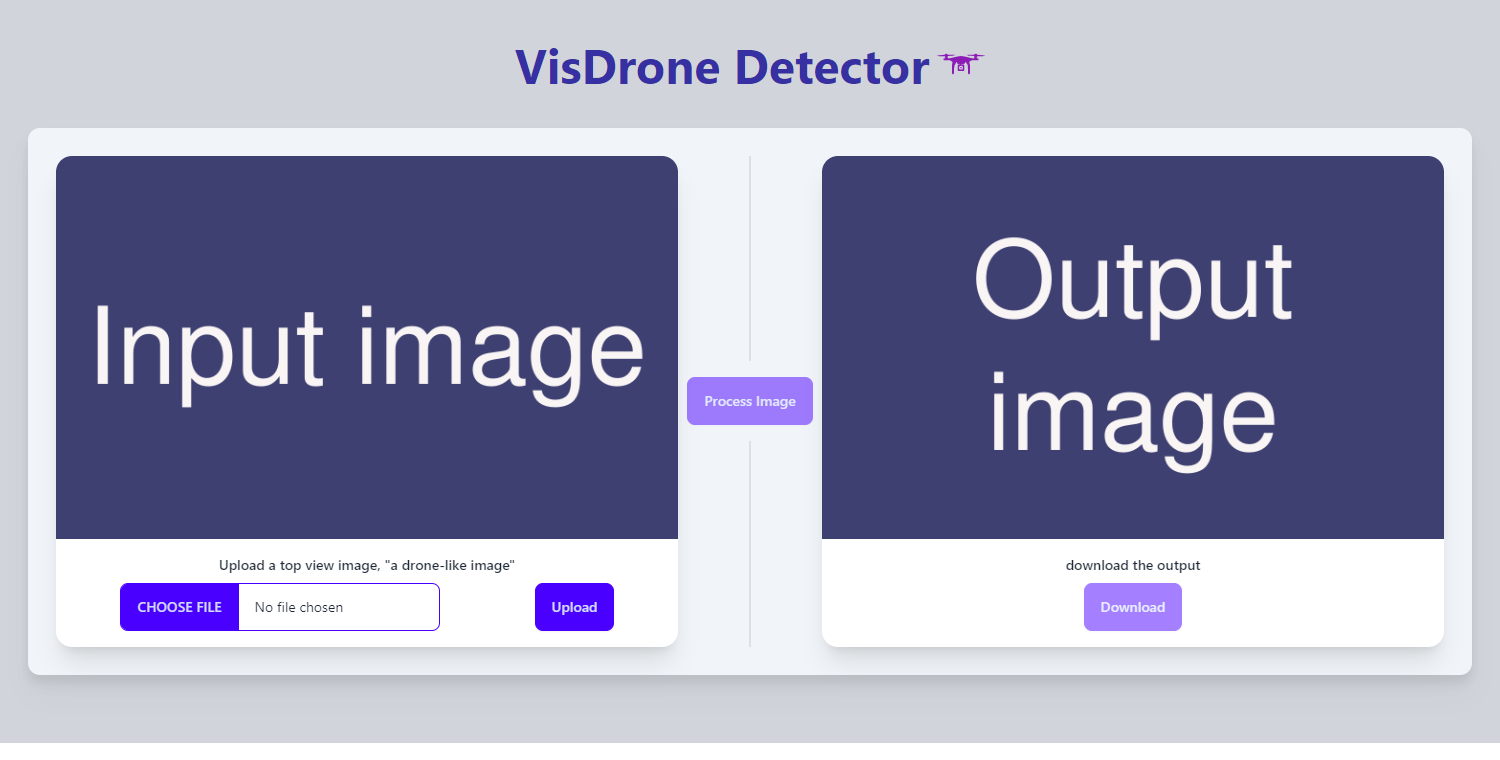 VisDrone Detector
Input image
Upload a top view image, "a drone-like image"
CHOOSE FILE No file chosen Upload
Process Image
Output
image
download the output
Download